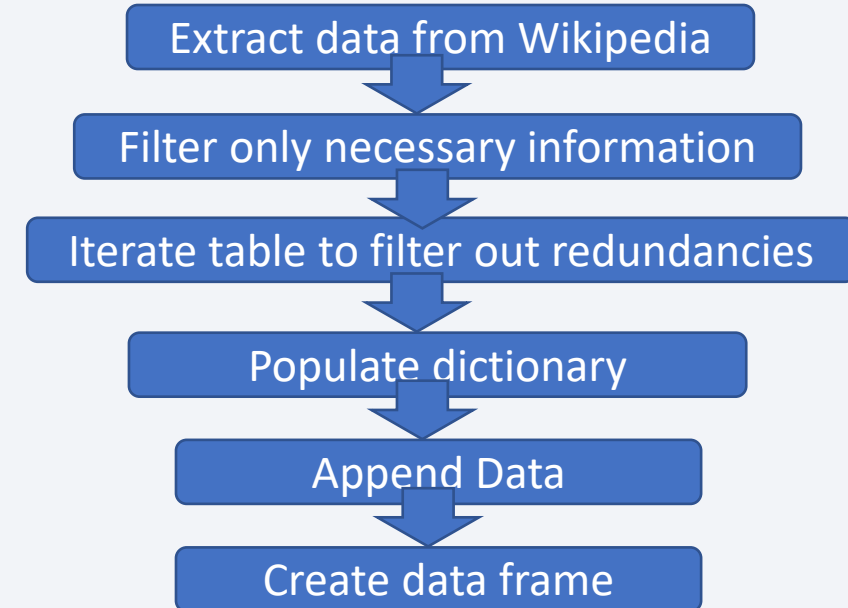 Extract data from Wikipedia
Filter only necessary information
Iterate table to filter out redundancies
Populate dictionary
Append Data
Create data frame